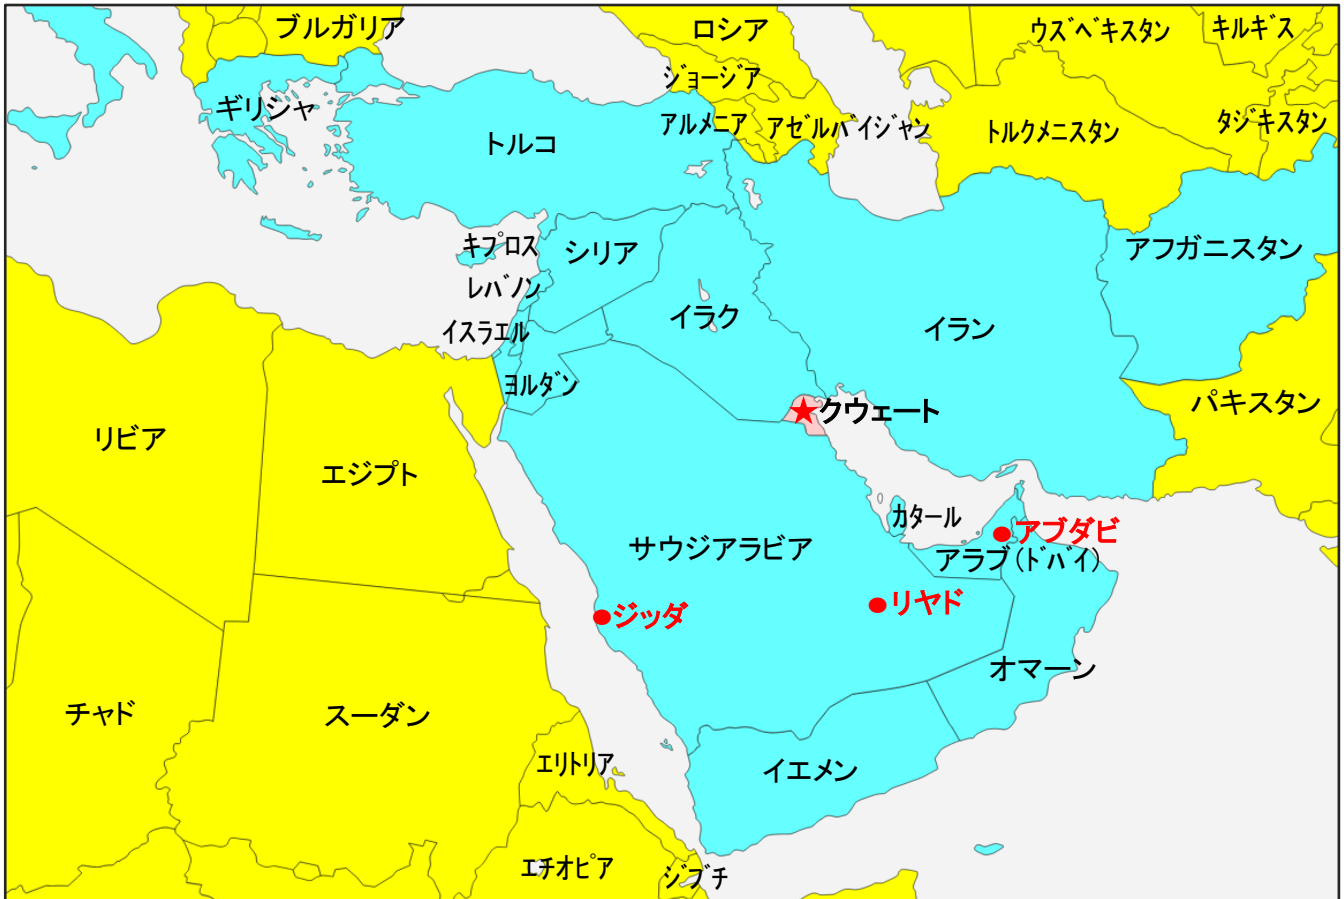 ブルガリア
ロシア
ウズベキスタン
キルギス
ジョージア
ギリシャ
アルメニア
アゼルバイジャン
トルクメニスタン
タジキスタン
トルコ
キプロス
シリア
アフガニスタン
レバノン
イスラエル
イラク
イラン
ヨルダン
クウェート
パキスタン
リビア
エジプト
カタール
アブダビ
サウジアラビア
アラブ(ドバイ)
ジッダ
リヤド
オマーン
チャド
スーダン
エリトリア
イエメン
エチオピア
ジブチ